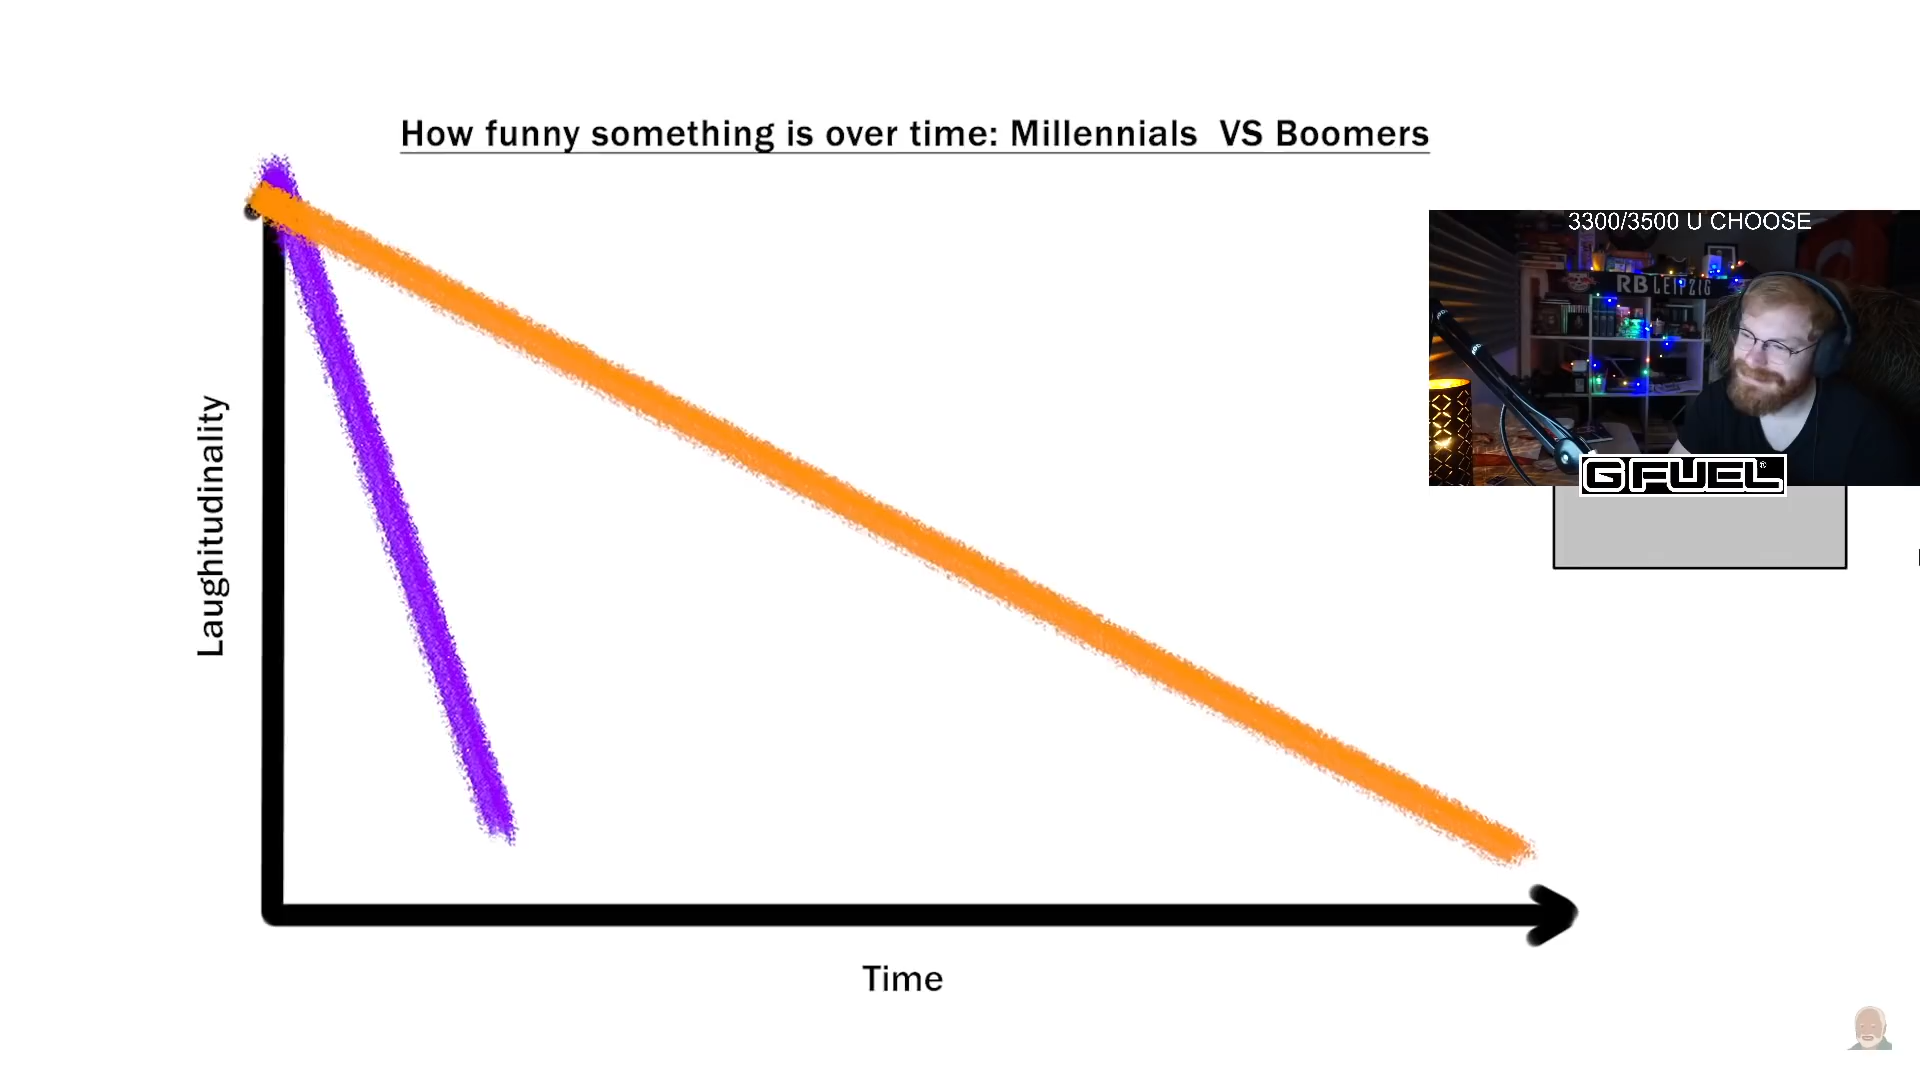 How funny something is over time: Millennials VS Boomers
3300/3500 U CHOOSE
RB LEIPZIG
G FUEL®
Laughitudinality
Time